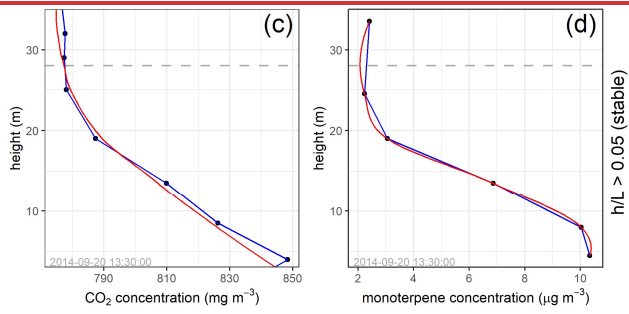 (c)
(d)
height (m)
30
20
10
2014-09-20 13:30:00
790
810
830
850
CO₂ concentration (mg m⁻³)
height (m)
30
20
10
2014-09-20 13:30:00
2
4
6
8
10
monoterpene concentration (μg m⁻³)
h/L > 0.05 (stable)